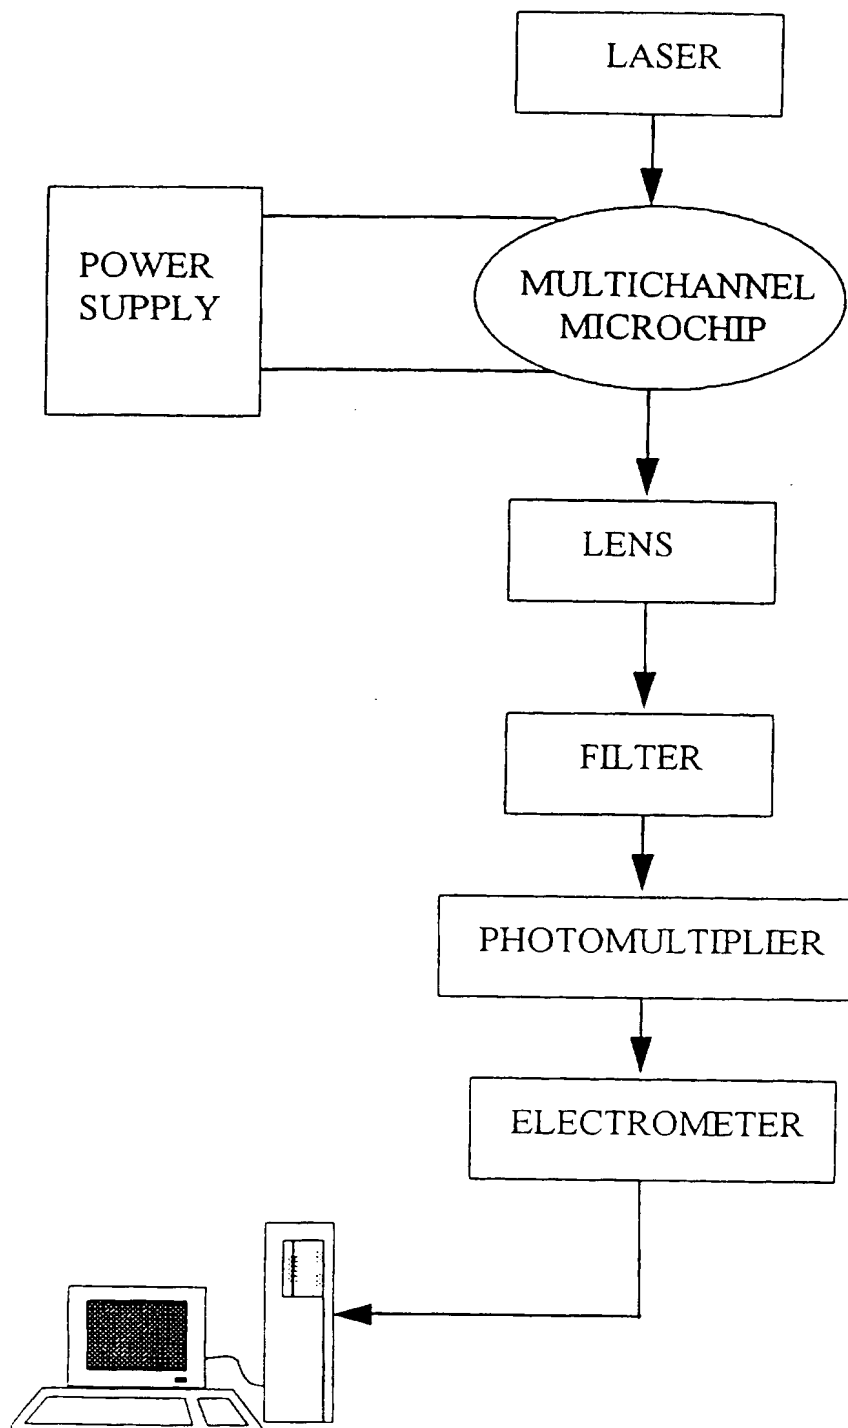 LASER
POWER
SUPPLY
MULTICHANNEL
MICROCHIP
LENS
FILTER
PHOTOMULTIPLIER
ELECTROMETER